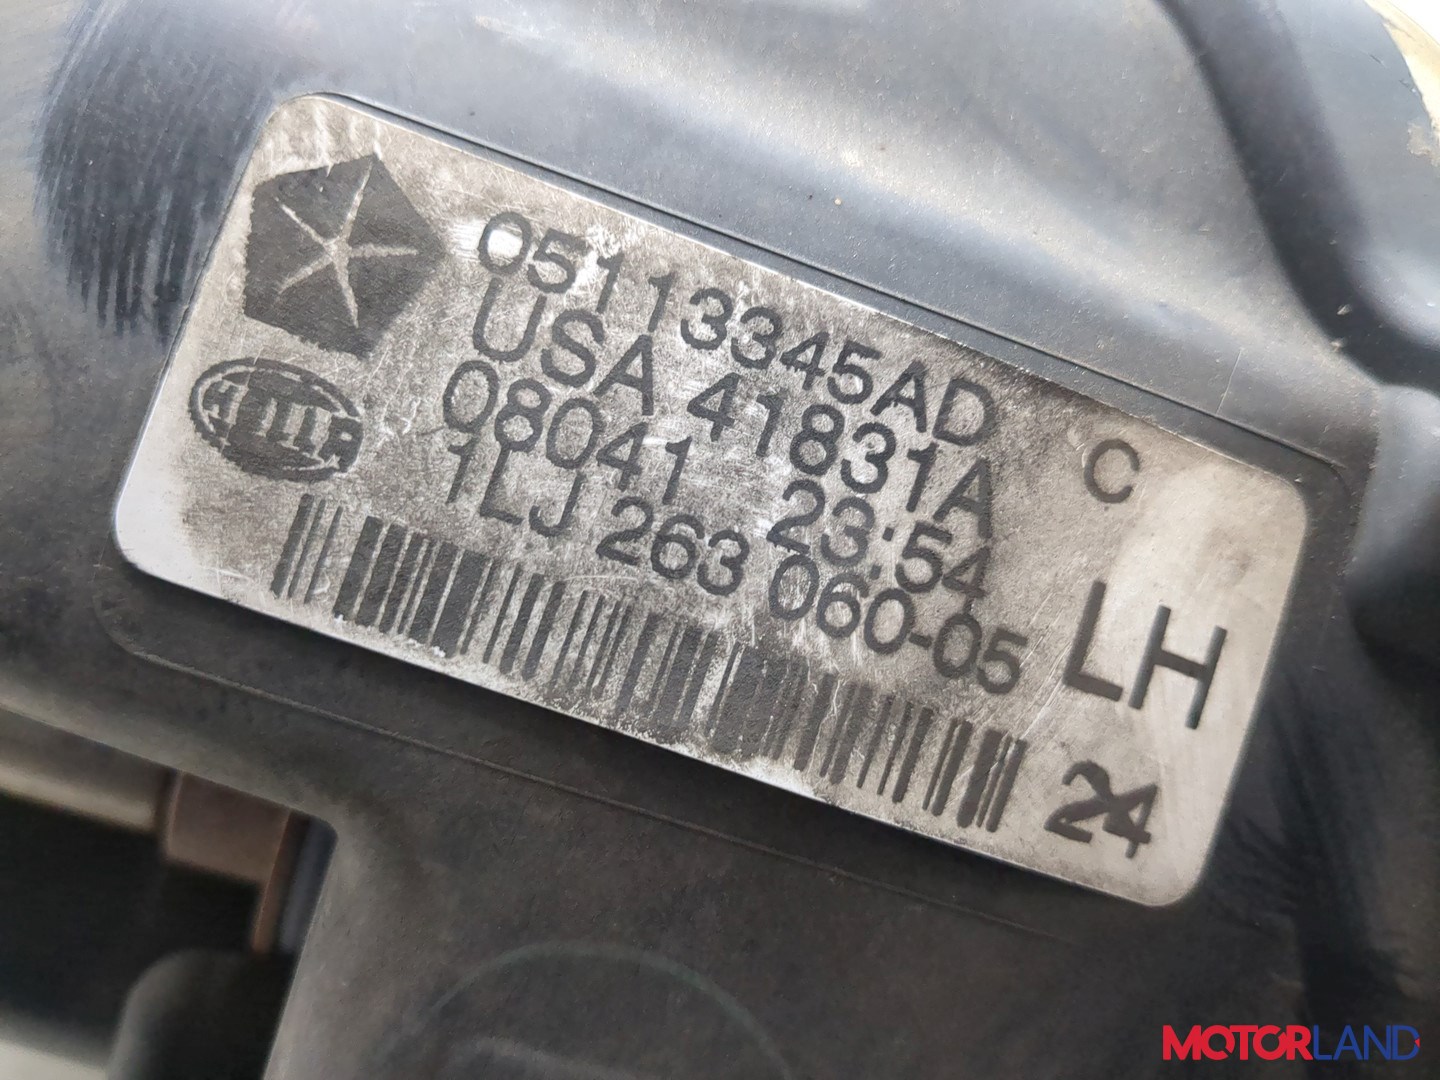 05113345AD C
USA 41831A
08041 23:54
1LJ 263 060-05 LH
24
HELLA
MOTORLAND